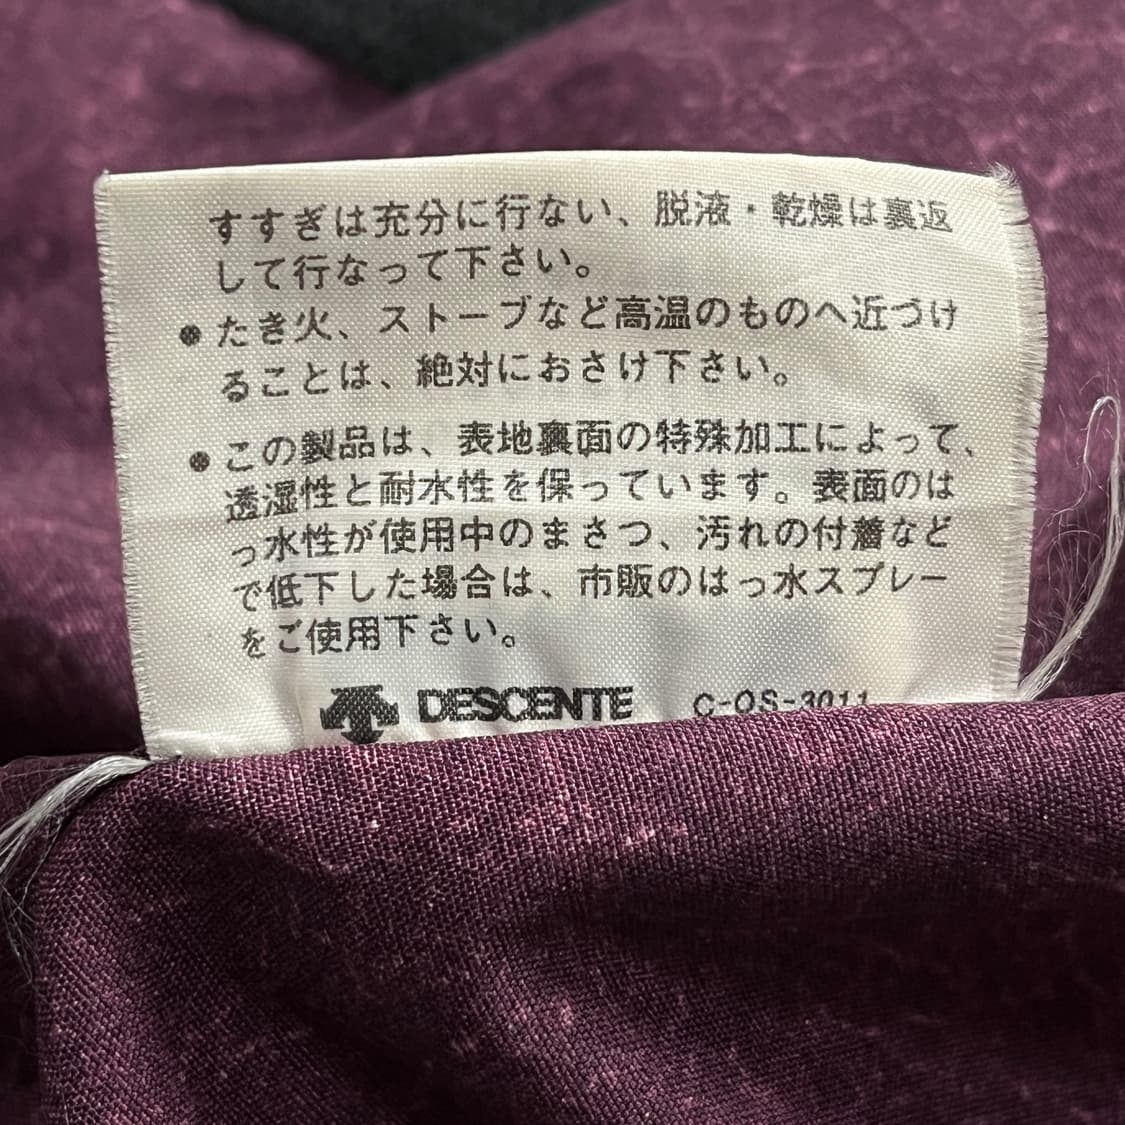 すすぎは充分に行ない、脱液・乾燥は裏返
して行なって下さい。
●たき火、ストーブなど高温のものへ近づけ
ることは、絶対におさけ下さい。
●この製品は、表地裏面の特殊加工によって、
透湿性と耐水性を保っています。表面のは
っ水性が使用中のまさつ、汚れの付着など
で低下した場合は、市販のはっ水スプレー
をご使用下さい。
DESCENTE C-OS-3011